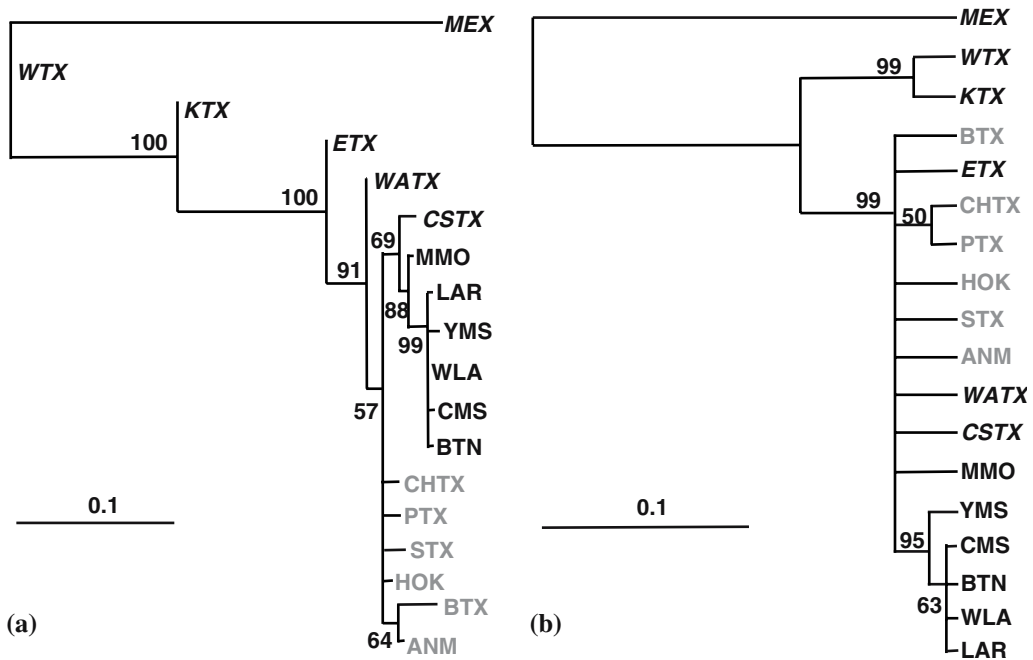 MEX
WTX
KTX
100
ETX
100
WATX
CSTX
69
MMO
91
LAR
88
YMS
99
WLA
57
CMS
BTN
CHTX
0.1
PTX
STX
HOK
BTX
(a)
64
ANM
MEX
WTX
99
KTX
BTX
ETX
99
CHTX
50
PTX
HOK
STX
ANM
WATX
CSTX
MMO
0.1
YMS
95
CMS
BTN
63
WLA
(b)
LAR